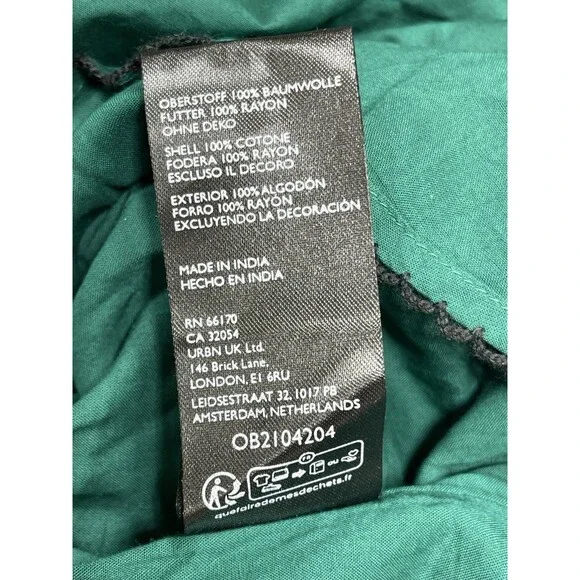 OBERSTOFF 100% BAUMWOLLE
FUTTER 100% RAYON
OHNE DEKO
SHELL 100% COTONE
FODERA 100% RAYON
ESCLUSO IL DECORO
EXTERIOR 100% ALGODÓN
FORRO 100% RAYÓN
EXCLUYENDO LA DECORACIÓN
MADE IN INDIA
HECHO EN INDIA
RN 66170
CA 32054
URBN UK Ltd.
146 Brick Lane,
LONDON, E1 6RU
LEIDSESTRAAT 32, 1017 PB
AMSTERDAM, NETHERLANDS
OB2104204
ou
quefairedemesdechets.fr